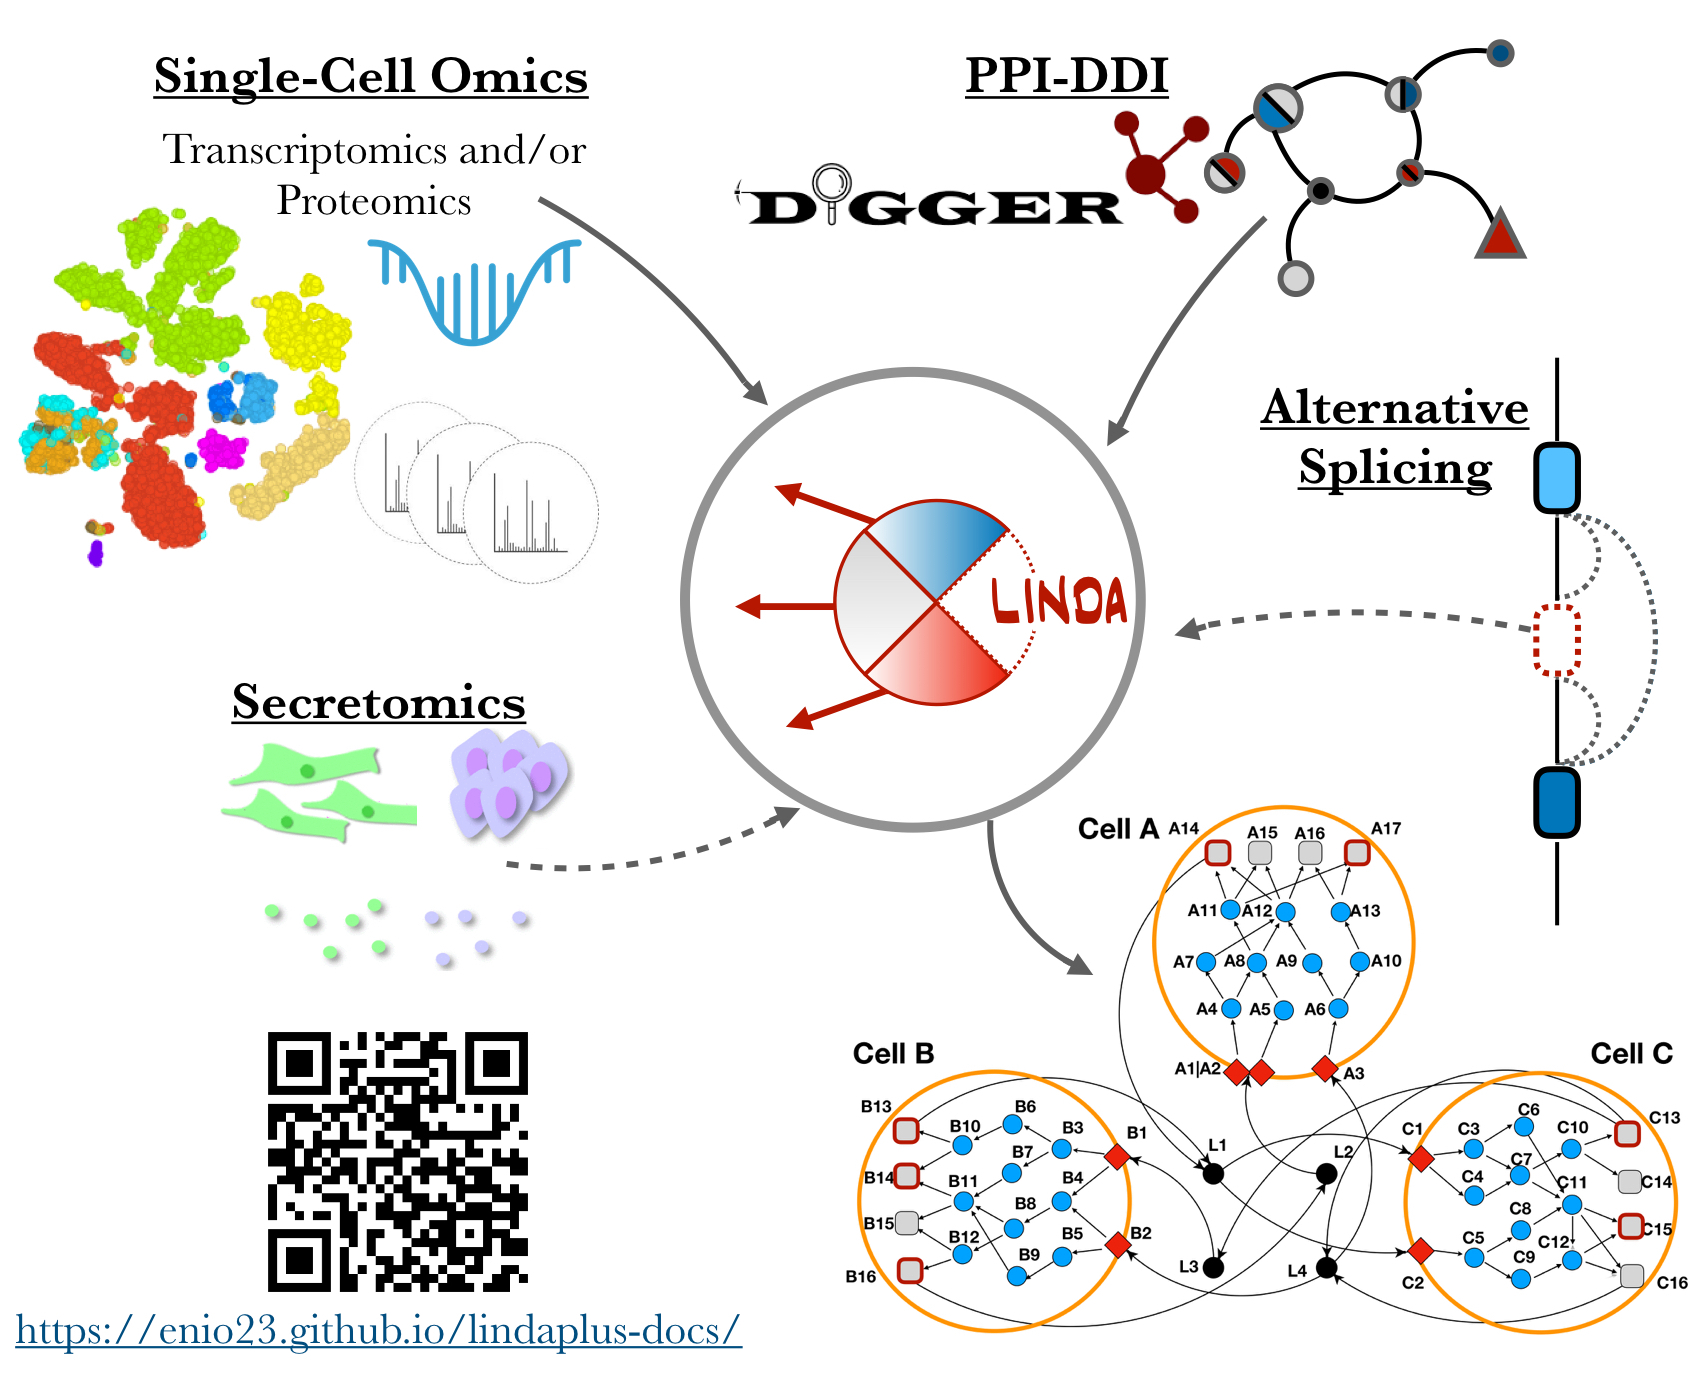 Single-Cell Omics
Transcriptomics and/or
Proteomics
PPI-DDI
DIGGER
Alternative
Splicing
LINDA
Secretomics
Cell A
A14
A15
A16
A17
A11
A12
A13
A7
A8
A9
A10
A4
A5
A6
A1|A2
A3
Cell B
B13
B14
B15
B16
B10
B11
B12
B6
B7
B8
B9
B3
B4
B5
B1
B2
L1
L2
L3
L4
Cell C
C1
C2
C3
C4
C5
C6
C7
C8
C9
C10
C11
C12
C13
C14
C15
C16
https://enio23.github.io/lindaplus-docs/